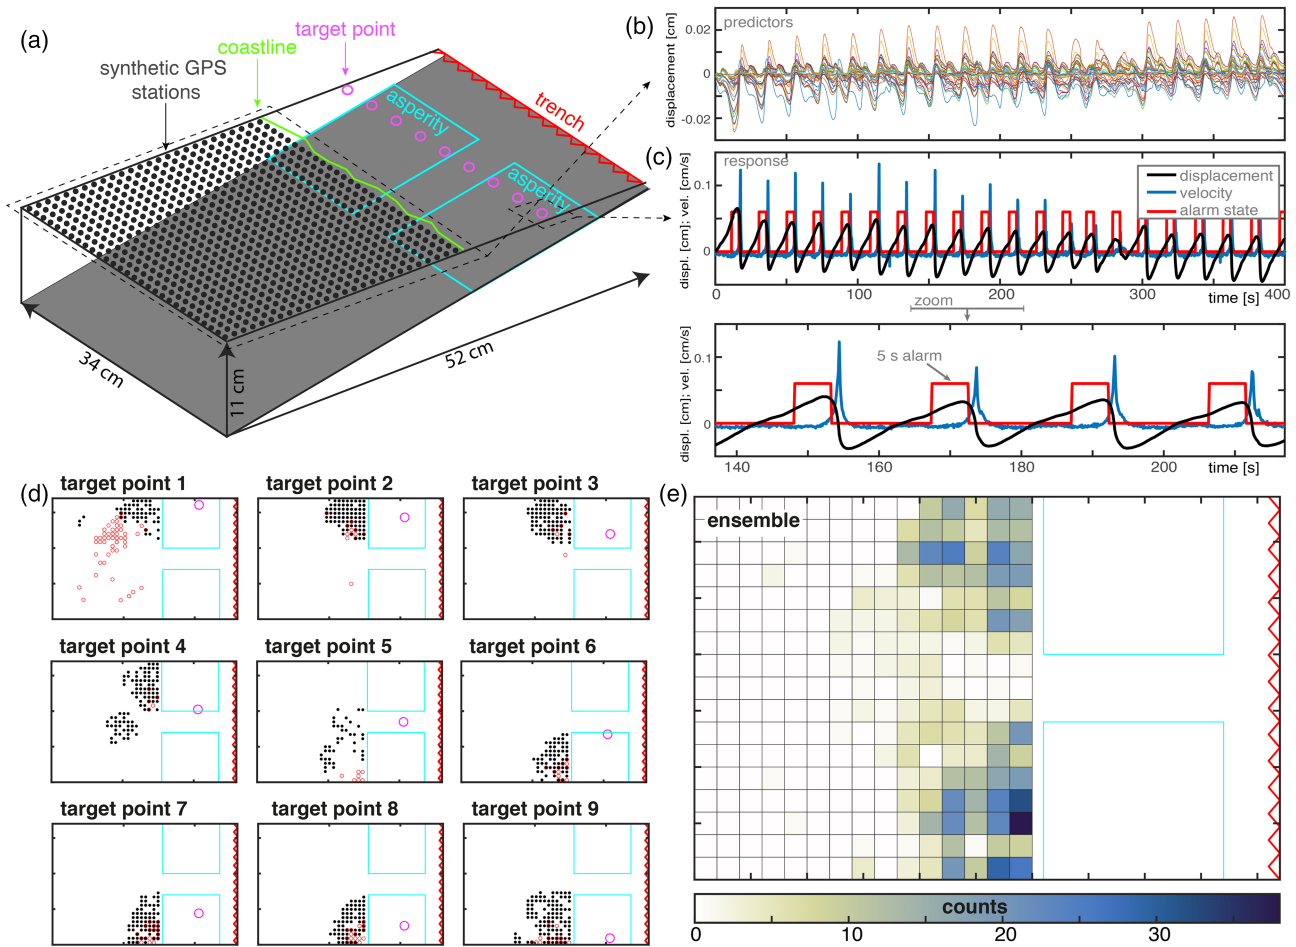 (a)
target point
coastline
synthetic GPS
stations
asperity
trench
asperity
34 cm
11 cm
52 cm
(b)
predictors
displacement [cm]
0.02
0
-0.02
(c)
response
displacement
velocity
alarm state
displ. [cm]; vel. [cm/s]
0.1
0
0
100
200
300
400
time [s]
zoom
5 s alarm
displ. [cm]; vel. [cm/s]
0.1
0
140
160
180
200
time [s]
(d)
target point 1
target point 2
target point 3
target point 4
target point 5
target point 6
target point 7
target point 8
target point 9
(e)
ensemble
counts
0
10
20
30